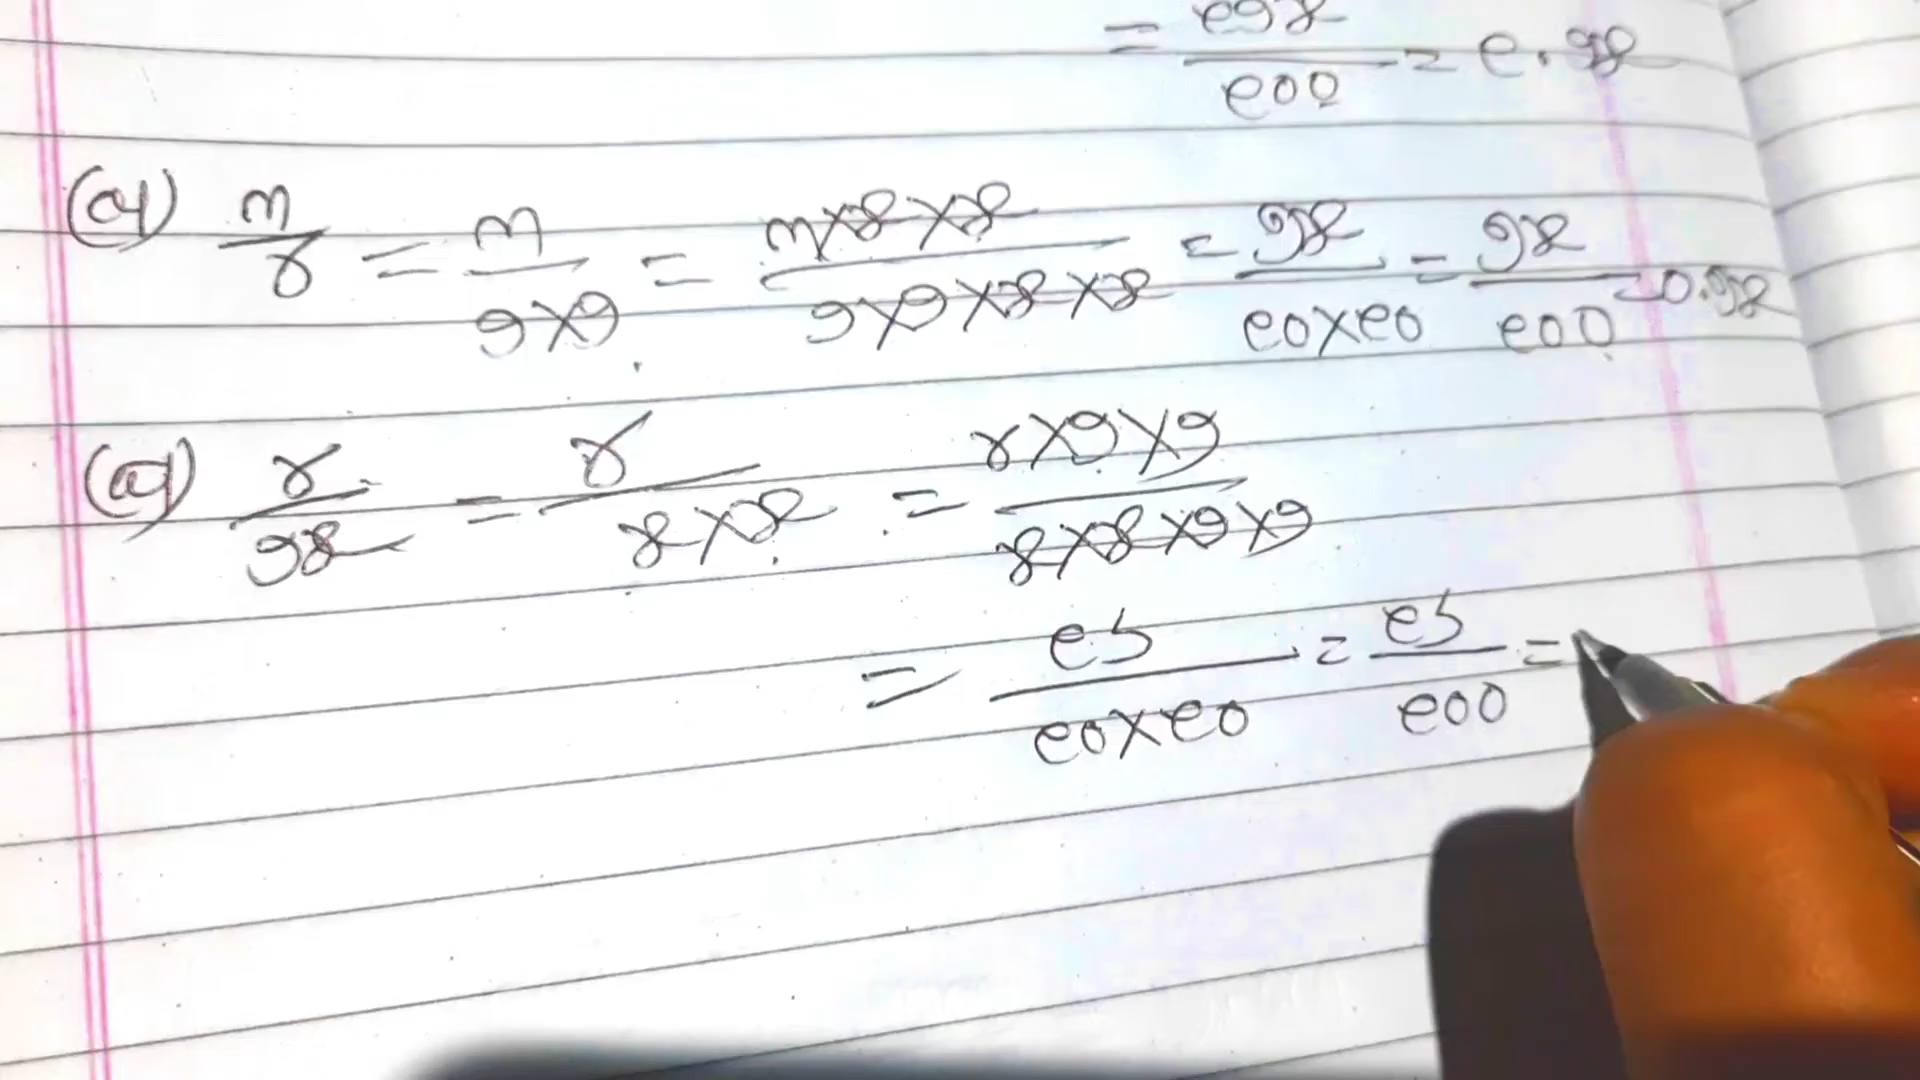 = ୧୨୫/୧୦୦ = ୧.୨୫
(ଗ) ୩/୪ = ୩/୨×୨ = ୩×୫×୫/୨×୨×୫×୫ = ୭୫/୧୦×୧୦ = ୭୫/୧୦୦ = ୦.୭୫
(ଘ) ୪/୨୫ = ୪/୫×୫ = ୪×୨×୨/୫×୫×୨×୨
= ୧୬/୧୦×୧୦ = ୧୬/୧୦୦ =